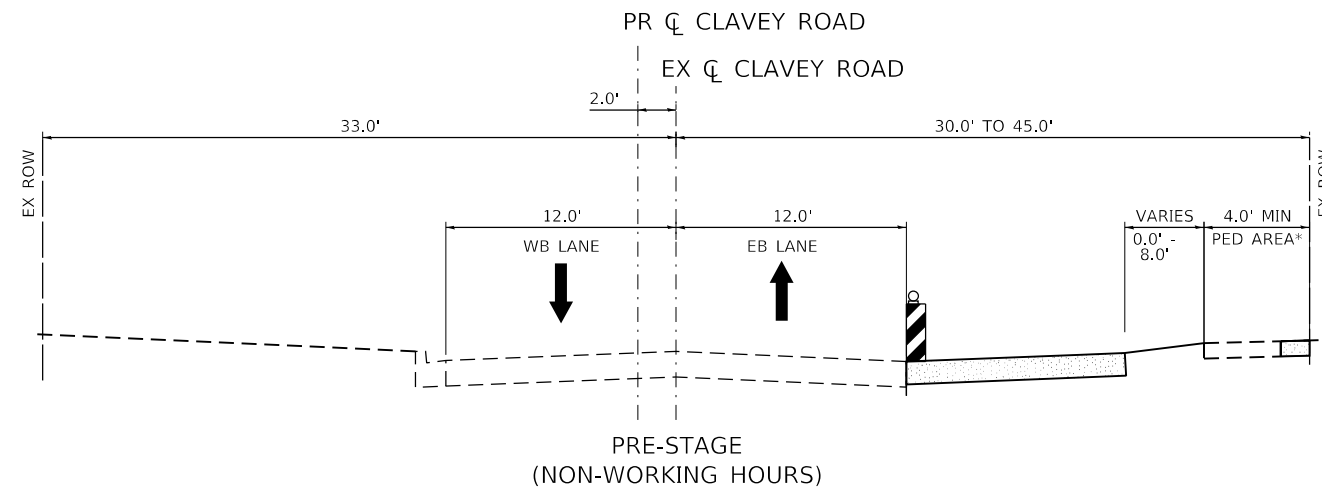 PR ℄ CLAVEY ROAD
EX ℄ CLAVEY ROAD
2.0'
33.0'
30.0' TO 45.0'
EX ROW
EX ROW
12.0'
12.0'
VARIES
4.0' MIN
WB LANE
EB LANE
0.0' -
8.0'
PED AREA*
PRE-STAGE
(NON-WORKING HOURS)